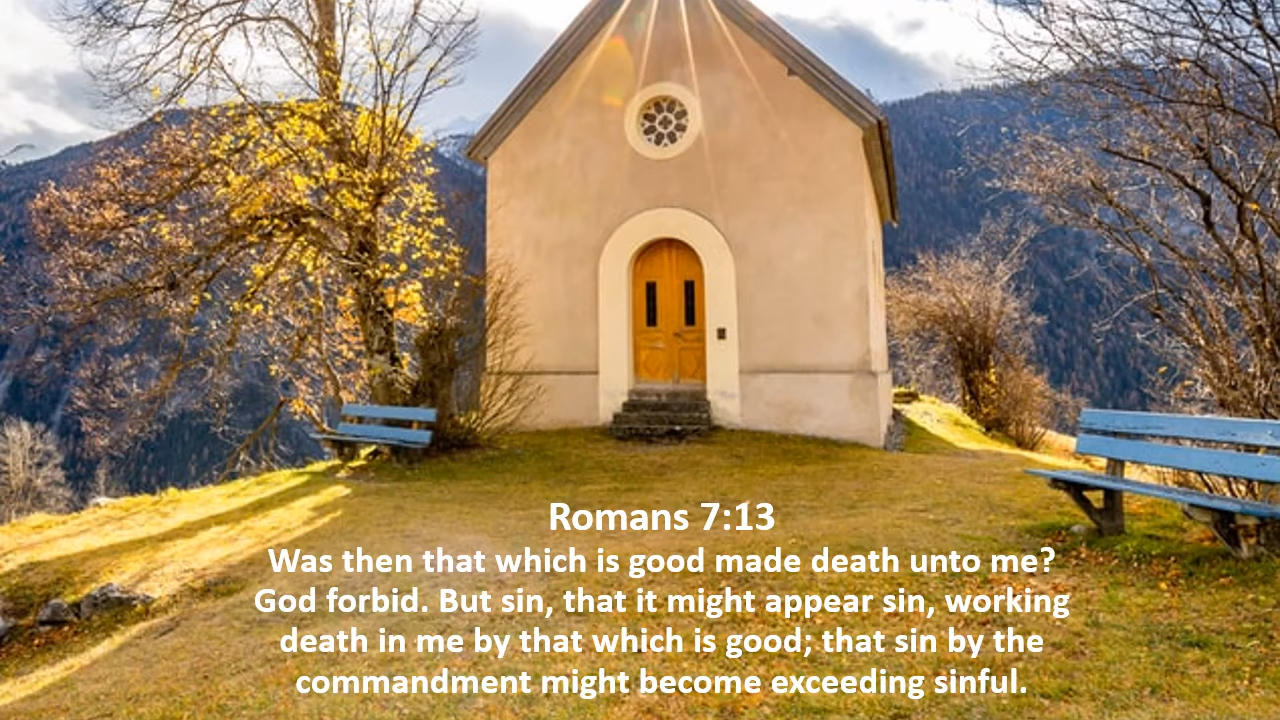 Romans 7:13
Was then that which is good made death unto me?
God forbid. But sin, that it might appear sin, working
death in me by that which is good; that sin by the
commandment might become exceeding sinful.